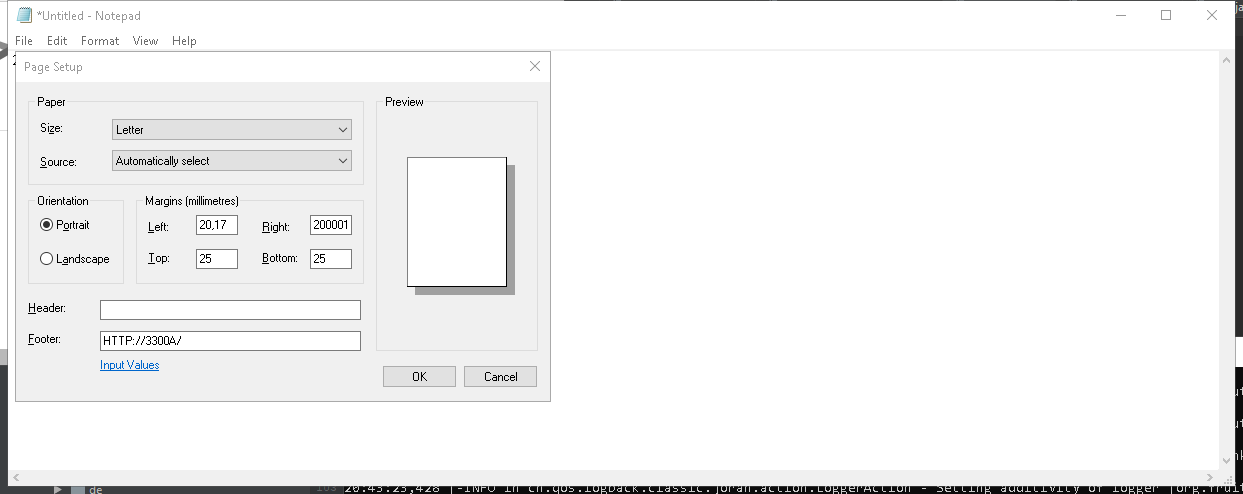 *Untitled - Notepad
File Edit Format View Help
Page Setup
Paper
Size: Letter
Source: Automatically select
Preview
Orientation
Portrait
Landscape
Margins (millimetres)
Left: 20,17 Right: 200001
Top: 25 Bottom: 25
Header:
Footer: HTTP://3300A/
Input Values
OK Cancel
de
20:43:23,428 |-INFO in ch.qos.logback.classic.joran.action.LoggerAction - Setting additivity of logger